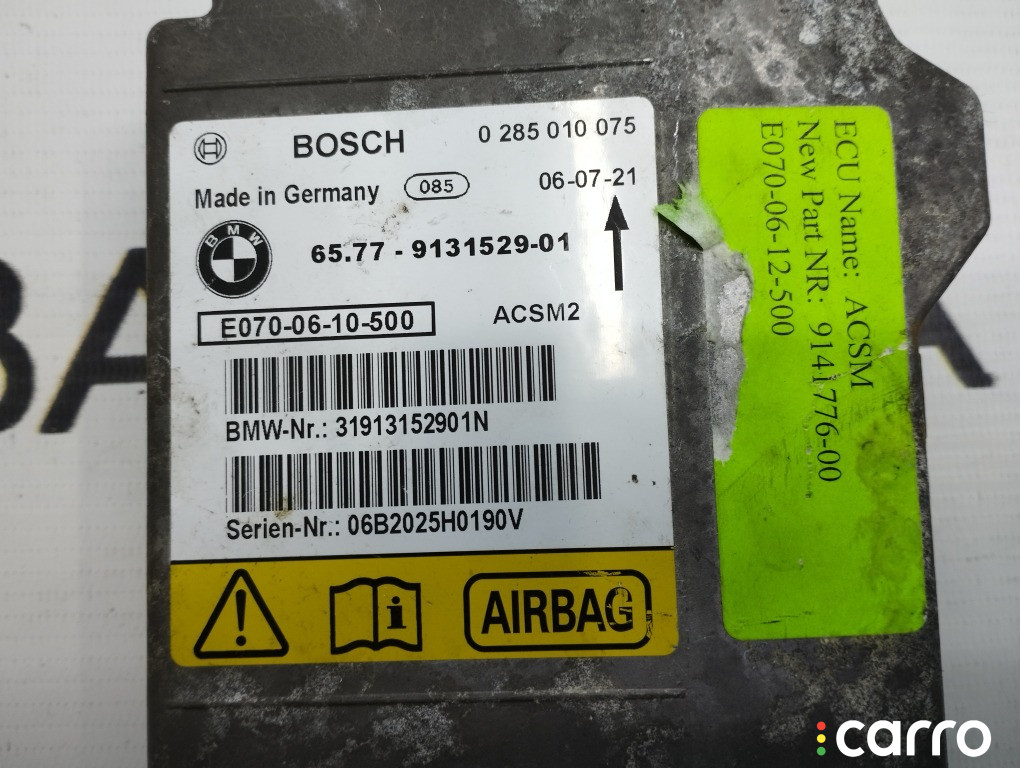 BOSCH 0 285 010 075
Made in Germany 085 06-07-21
BMW
65.77 - 9131529-01
E070-06-10-500 ACSM2
BMW-Nr.: 31913152901N
Serien-Nr.: 06B2025H0190V
AIRBAG
ECU Name: ACSM
New Part NR: 9141776-00
E070-06-12-500
carro